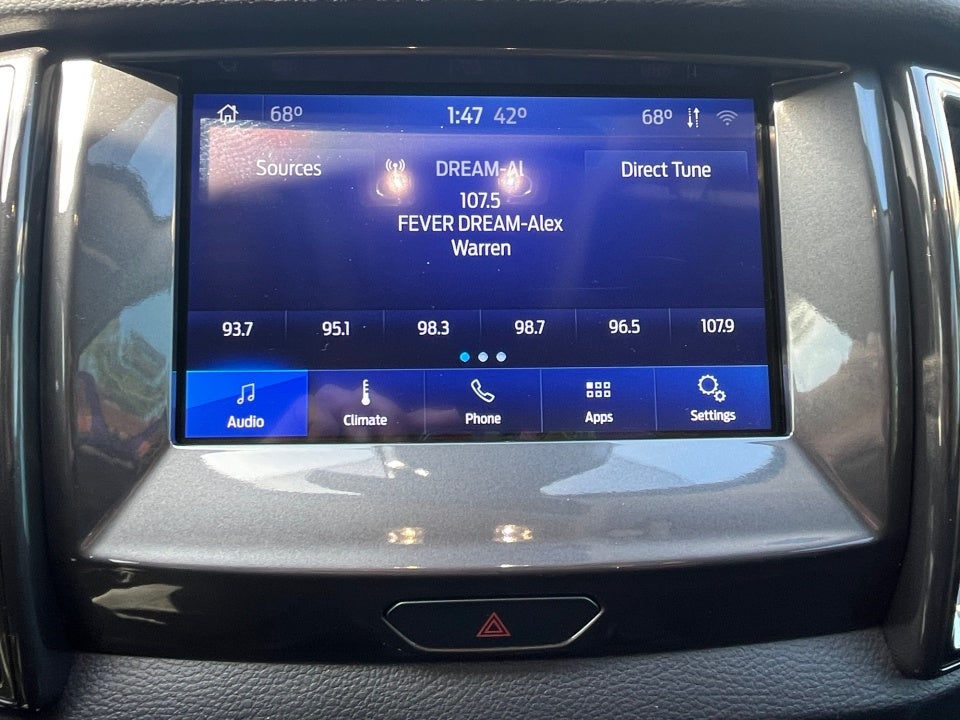 68° 1:47 42° 68°
Sources DREAM-Al Direct Tune
107.5
FEVER DREAM-Alex
Warren
93.7 95.1 98.3 98.7 96.5 107.9
Audio Climate Phone Apps Settings